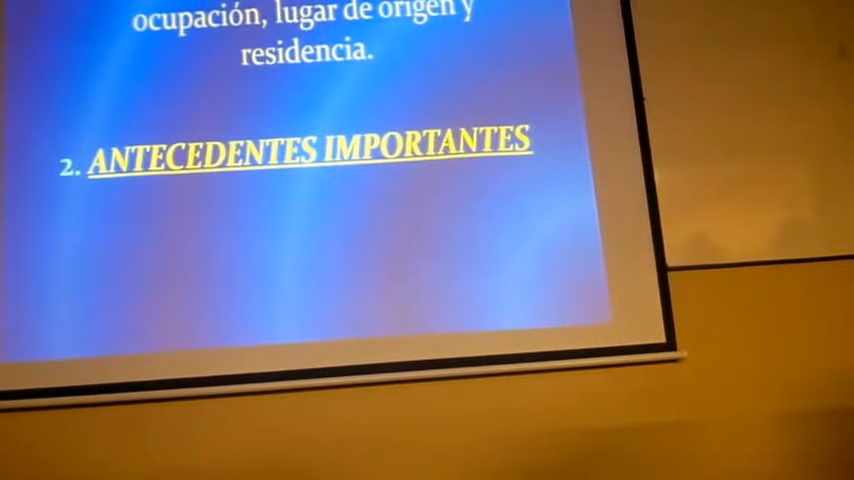 ocupación, lugar de origen y
residencia.
2. ANTECEDENTES IMPORTANTES